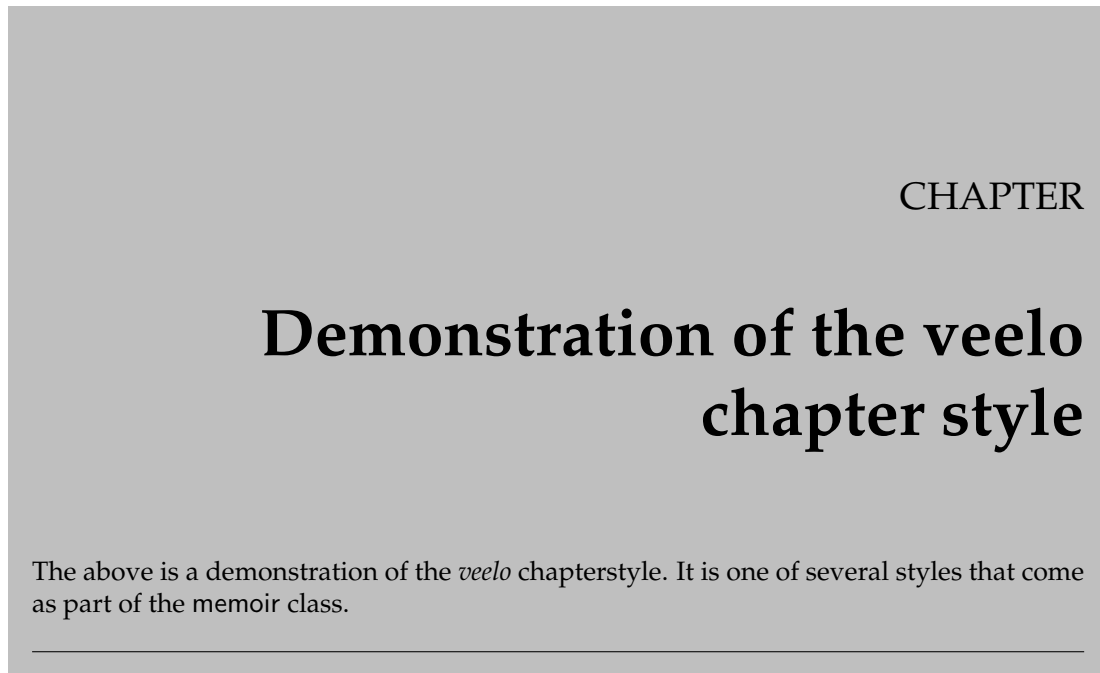 CHAPTER
Demonstration of the veelo
chapter style
The above is a demonstration of the veelo chapterstyle. It is one of several styles that come
as part of the memoir class.